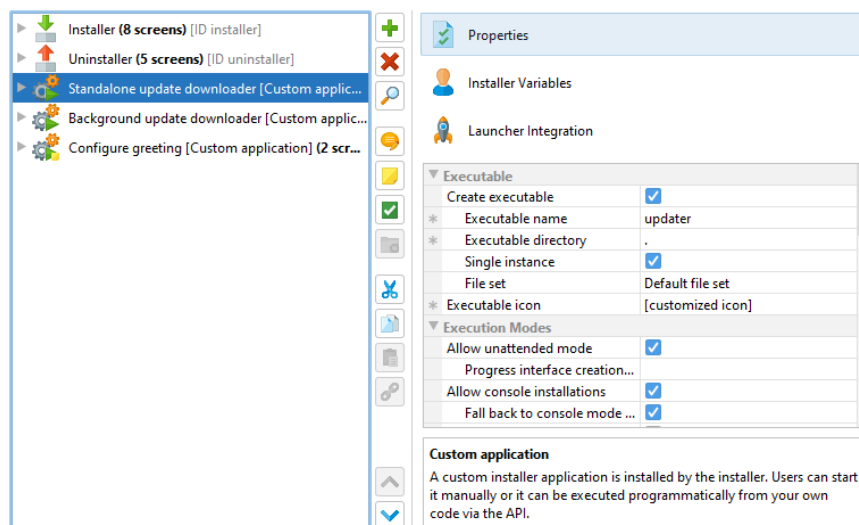 Installer (8 screens) [ID installer]
Uninstaller (5 screens) [ID uninstaller]
Standalone update downloader [Custom applic...
Background update downloader [Custom applic...
Configure greeting [Custom application] (2 scr...
Properties
Installer Variables
Launcher Integration
Executable
Create executable
Executable name updater
Executable directory .
Single instance
File set Default file set
Executable icon [customized icon]
Execution Modes
Allow unattended mode
Progress interface creation...
Allow console installations
Fall back to console mode ...
Custom application
A custom installer application is installed by the installer. Users can start
it manually or it can be executed programmatically from your own
code via the API.